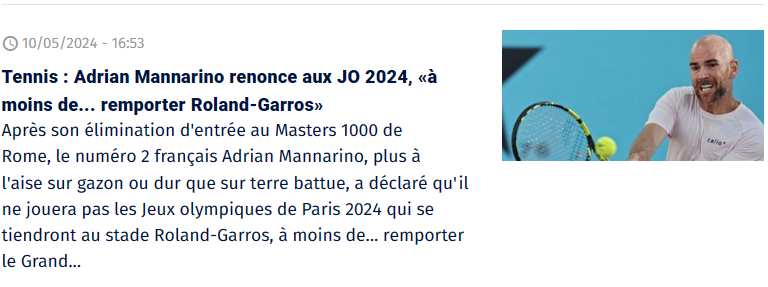 10/05/2024 - 16:53
Tennis : Adrian Mannarino renonce aux JO 2024, «à
moins de... remporter Roland-Garros»
Après son élimination d'entrée au Masters 1000 de
Rome, le numéro 2 français Adrian Mannarino, plus à
l'aise sur gazon ou dur que sur terre battue, a déclaré qu'il
ne jouera pas les Jeux olympiques de Paris 2024 qui se
tiendront au stade Roland-Garros, à moins de... remporter
le Grand...
celio*